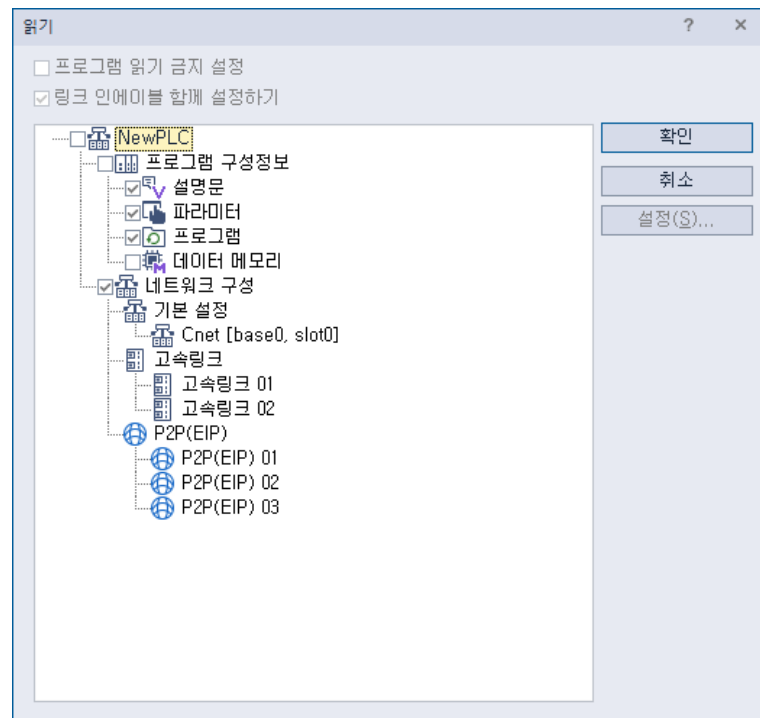 읽기
프로그램 읽기 금지 설정
링크 인에이블 함께 설정하기
NewPLC
프로그램 구성정보
설명문
파라미터
프로그램
데이터 메모리
네트워크 구성
기본 설정
Cnet [base0, slot0]
고속링크
고속링크 01
고속링크 02
P2P(EIP)
P2P(EIP) 01
P2P(EIP) 02
P2P(EIP) 03
확인
취소
설정(S)...